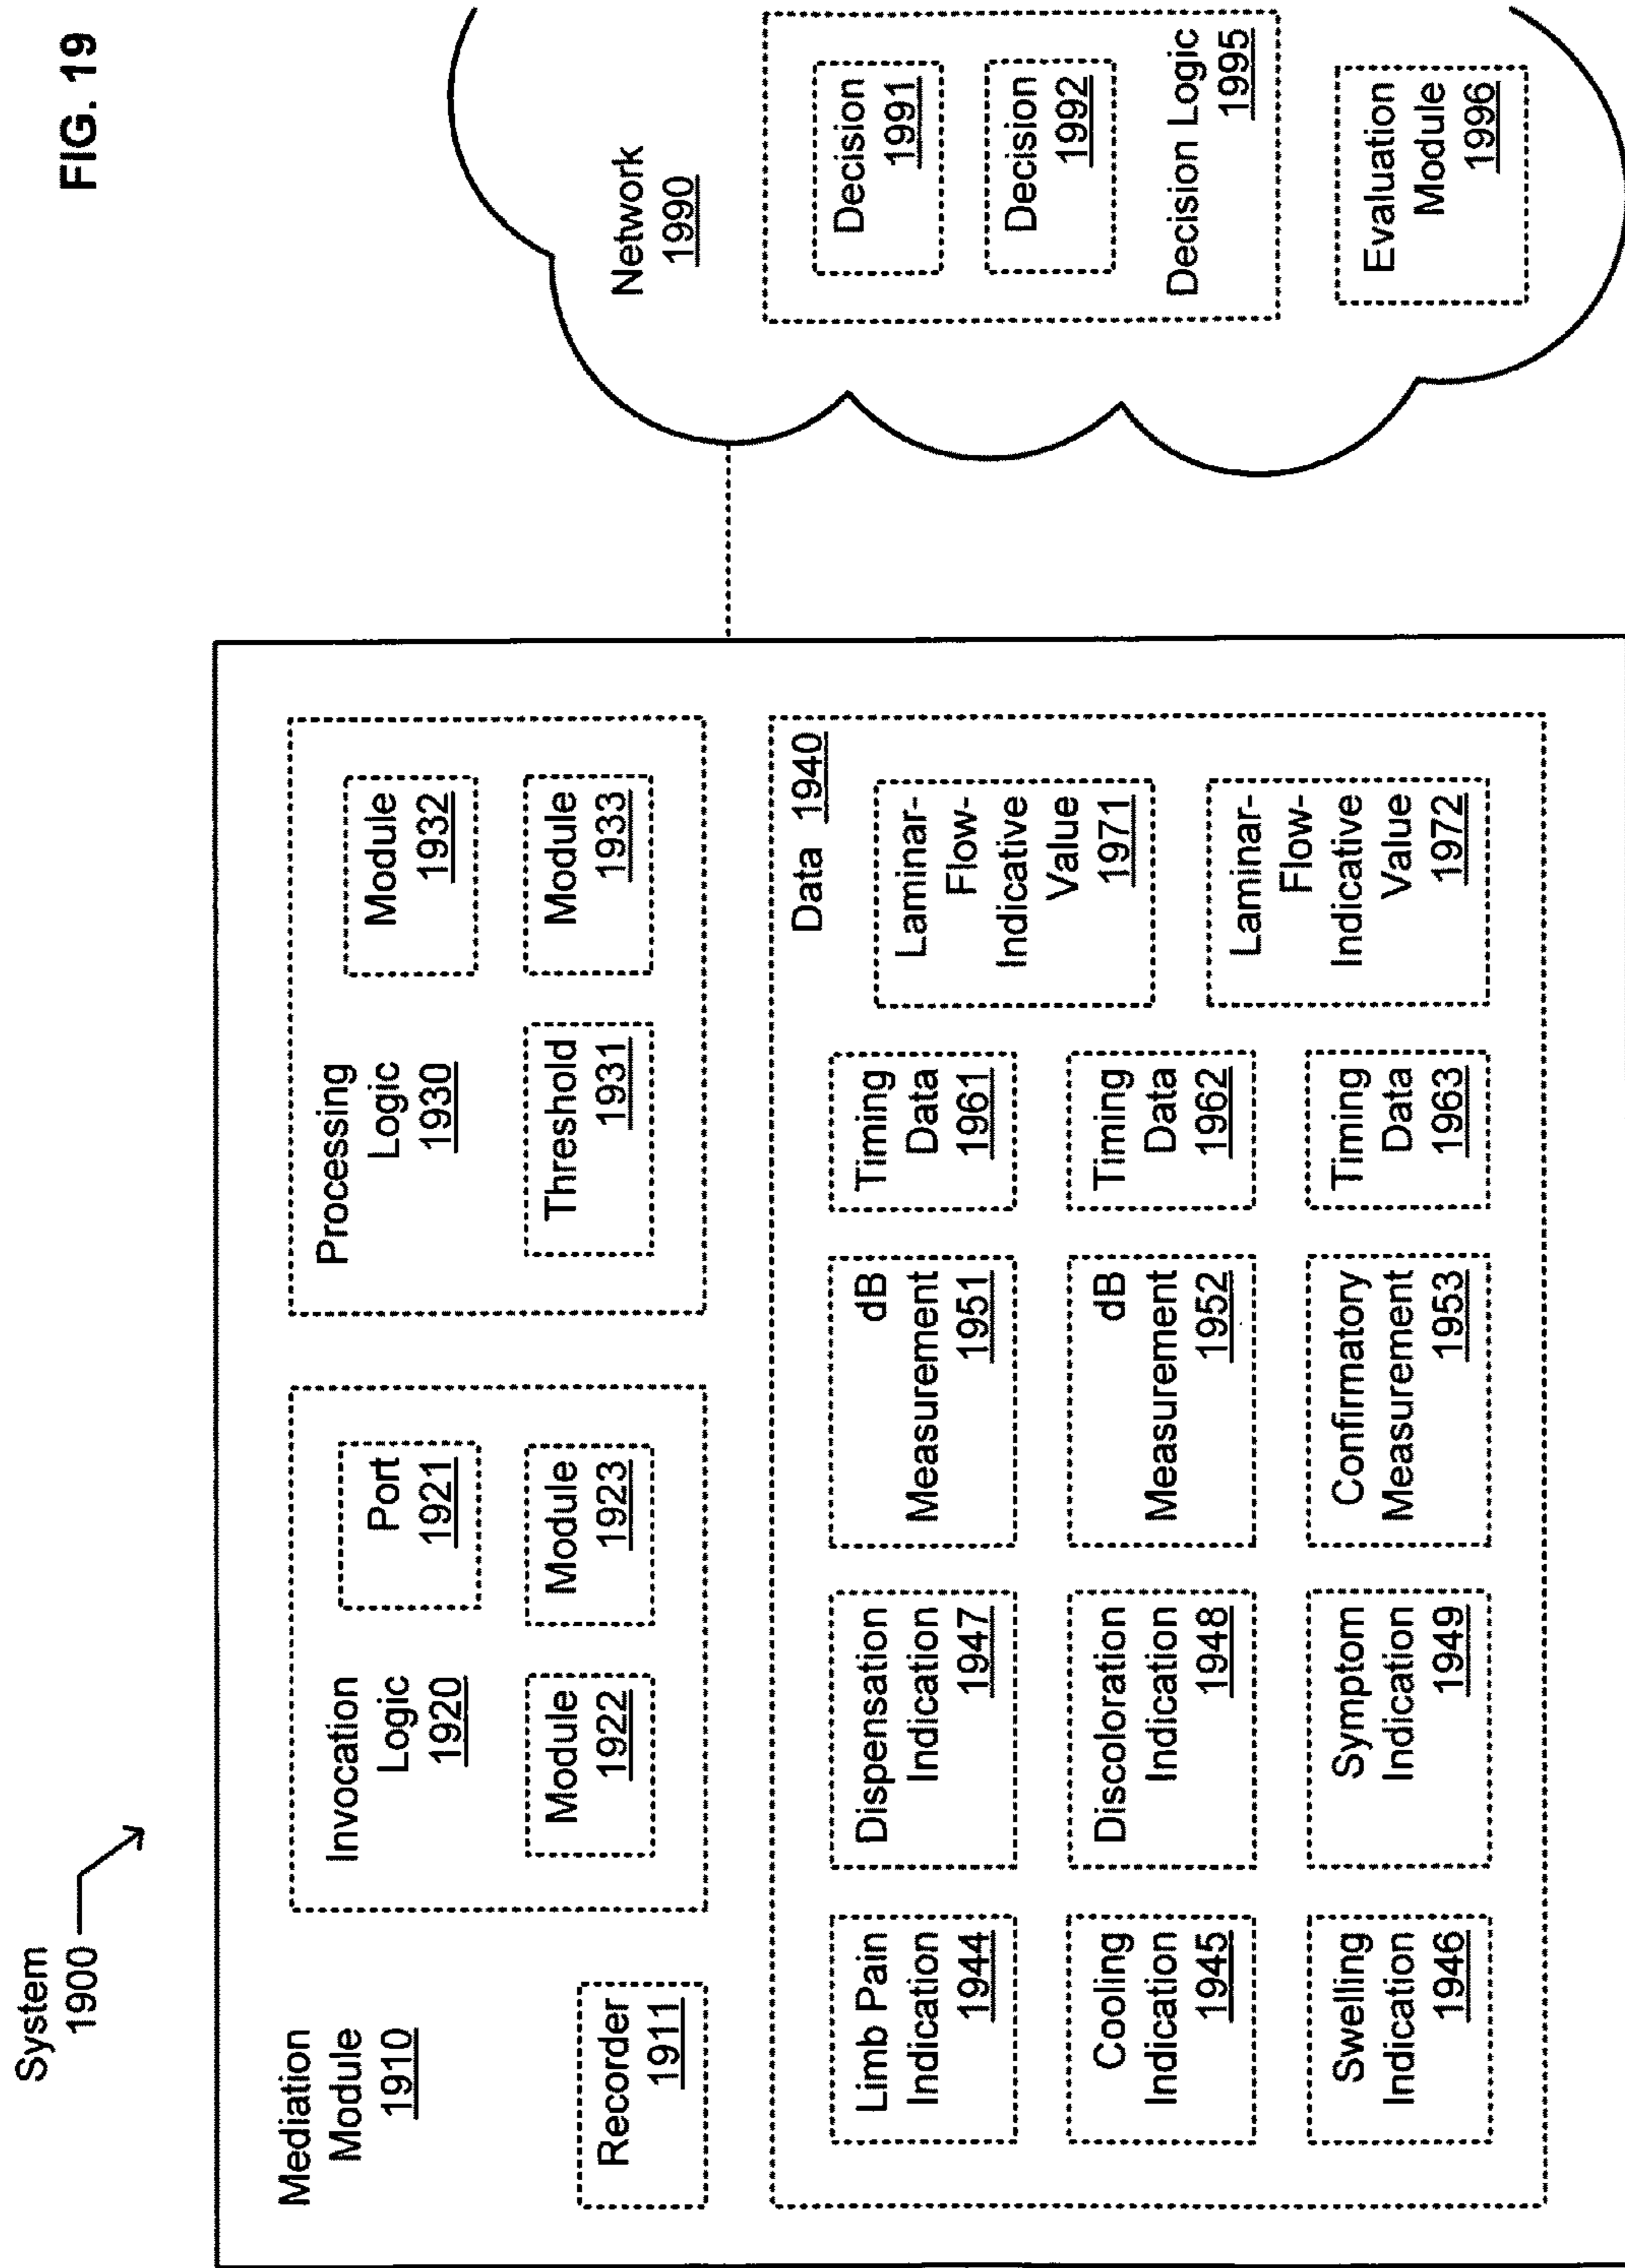 FIG. 19
System
1900
Mediation
Module
1910
Recorder
1911
Invocation
Logic
1920
Port
1921
Module
1922
Module
1923
Processing
Logic
1930
Threshold
1931
Module
1932
Module
1933
Data 1940
Limb Pain
Indication
1944
Cooling
Indication
1945
Swelling
Indication
1946
Dispensation
Indication
1947
Discoloration
Indication
1948
Symptom
Indication
1949
dB
Measurement
1951
dB
Measurement
1952
Confirmatory
Measurement
1953
Timing
Data
1961
Timing
Data
1962
Timing
Data
1963
Laminar-
Flow-
Indicative
Value
1971
Laminar-
Flow-
Indicative
Value
1972
Network
1990
Decision
1991
Decision
1992
Decision Logic
1995
Evaluation
Module
1996